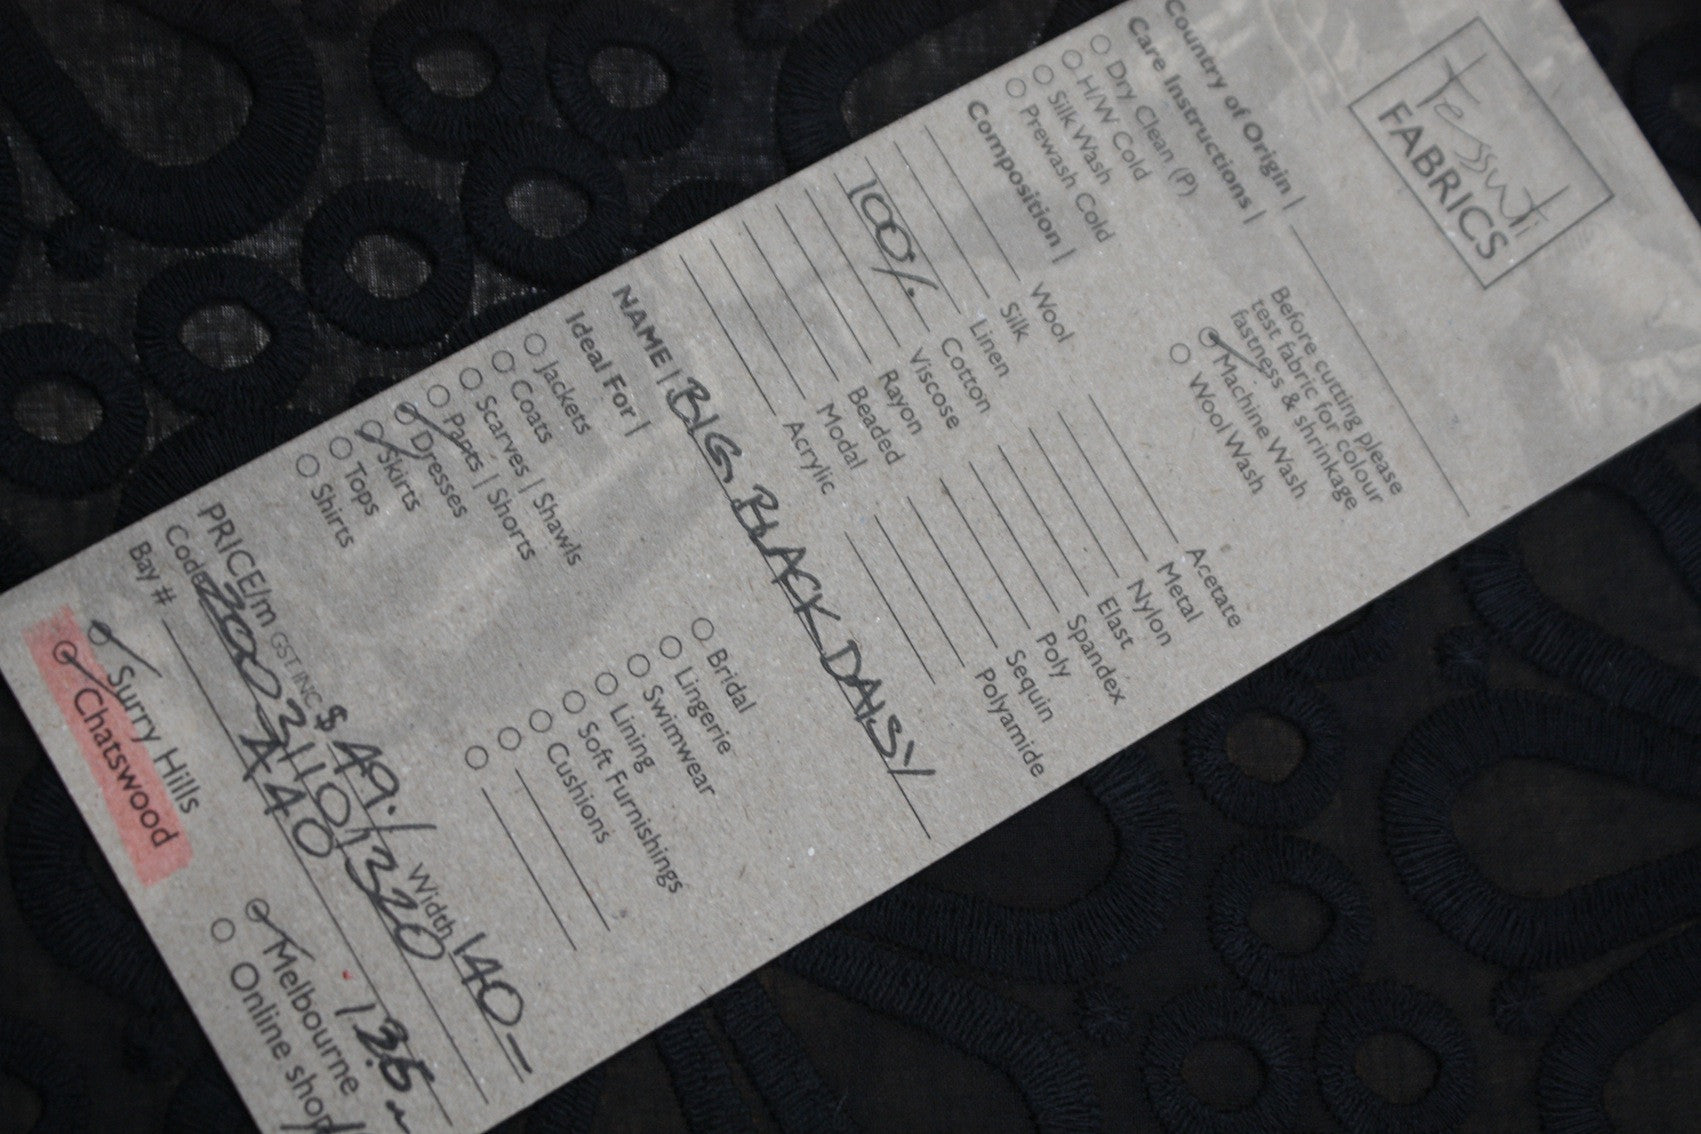 Tessuti
FABRICS
Country of Origin |
Care Instructions |
Before cutting please
test fabric for colour
fastness & shrinkage
Dry Clean (P)
H/W Cold
Silk Wash
Prewash Cold
Machine Wash
Wool Wash
Composition |
Wool
Silk
Linen
100% Cotton
Viscose
Rayon
Beaded
Modal
Acrylic
Acetate
Metal
Nylon
Elast
Spandex
Poly
Sequin
Polyamide
NAME | BIG BLACK DAISY
Ideal For |
Jackets
Coats
Scarves | Shawls
Pants | Shorts
Dresses
Skirts
Tops
Shirts
Bridal
Lingerie
Swimwear
Lining
Soft Furnishings
Cushions
PRICE/m GST INC $ 49. Width 140
Code
Bay # A40
Surry Hills
Chatswood
Melbourne 13.5m
Online shop